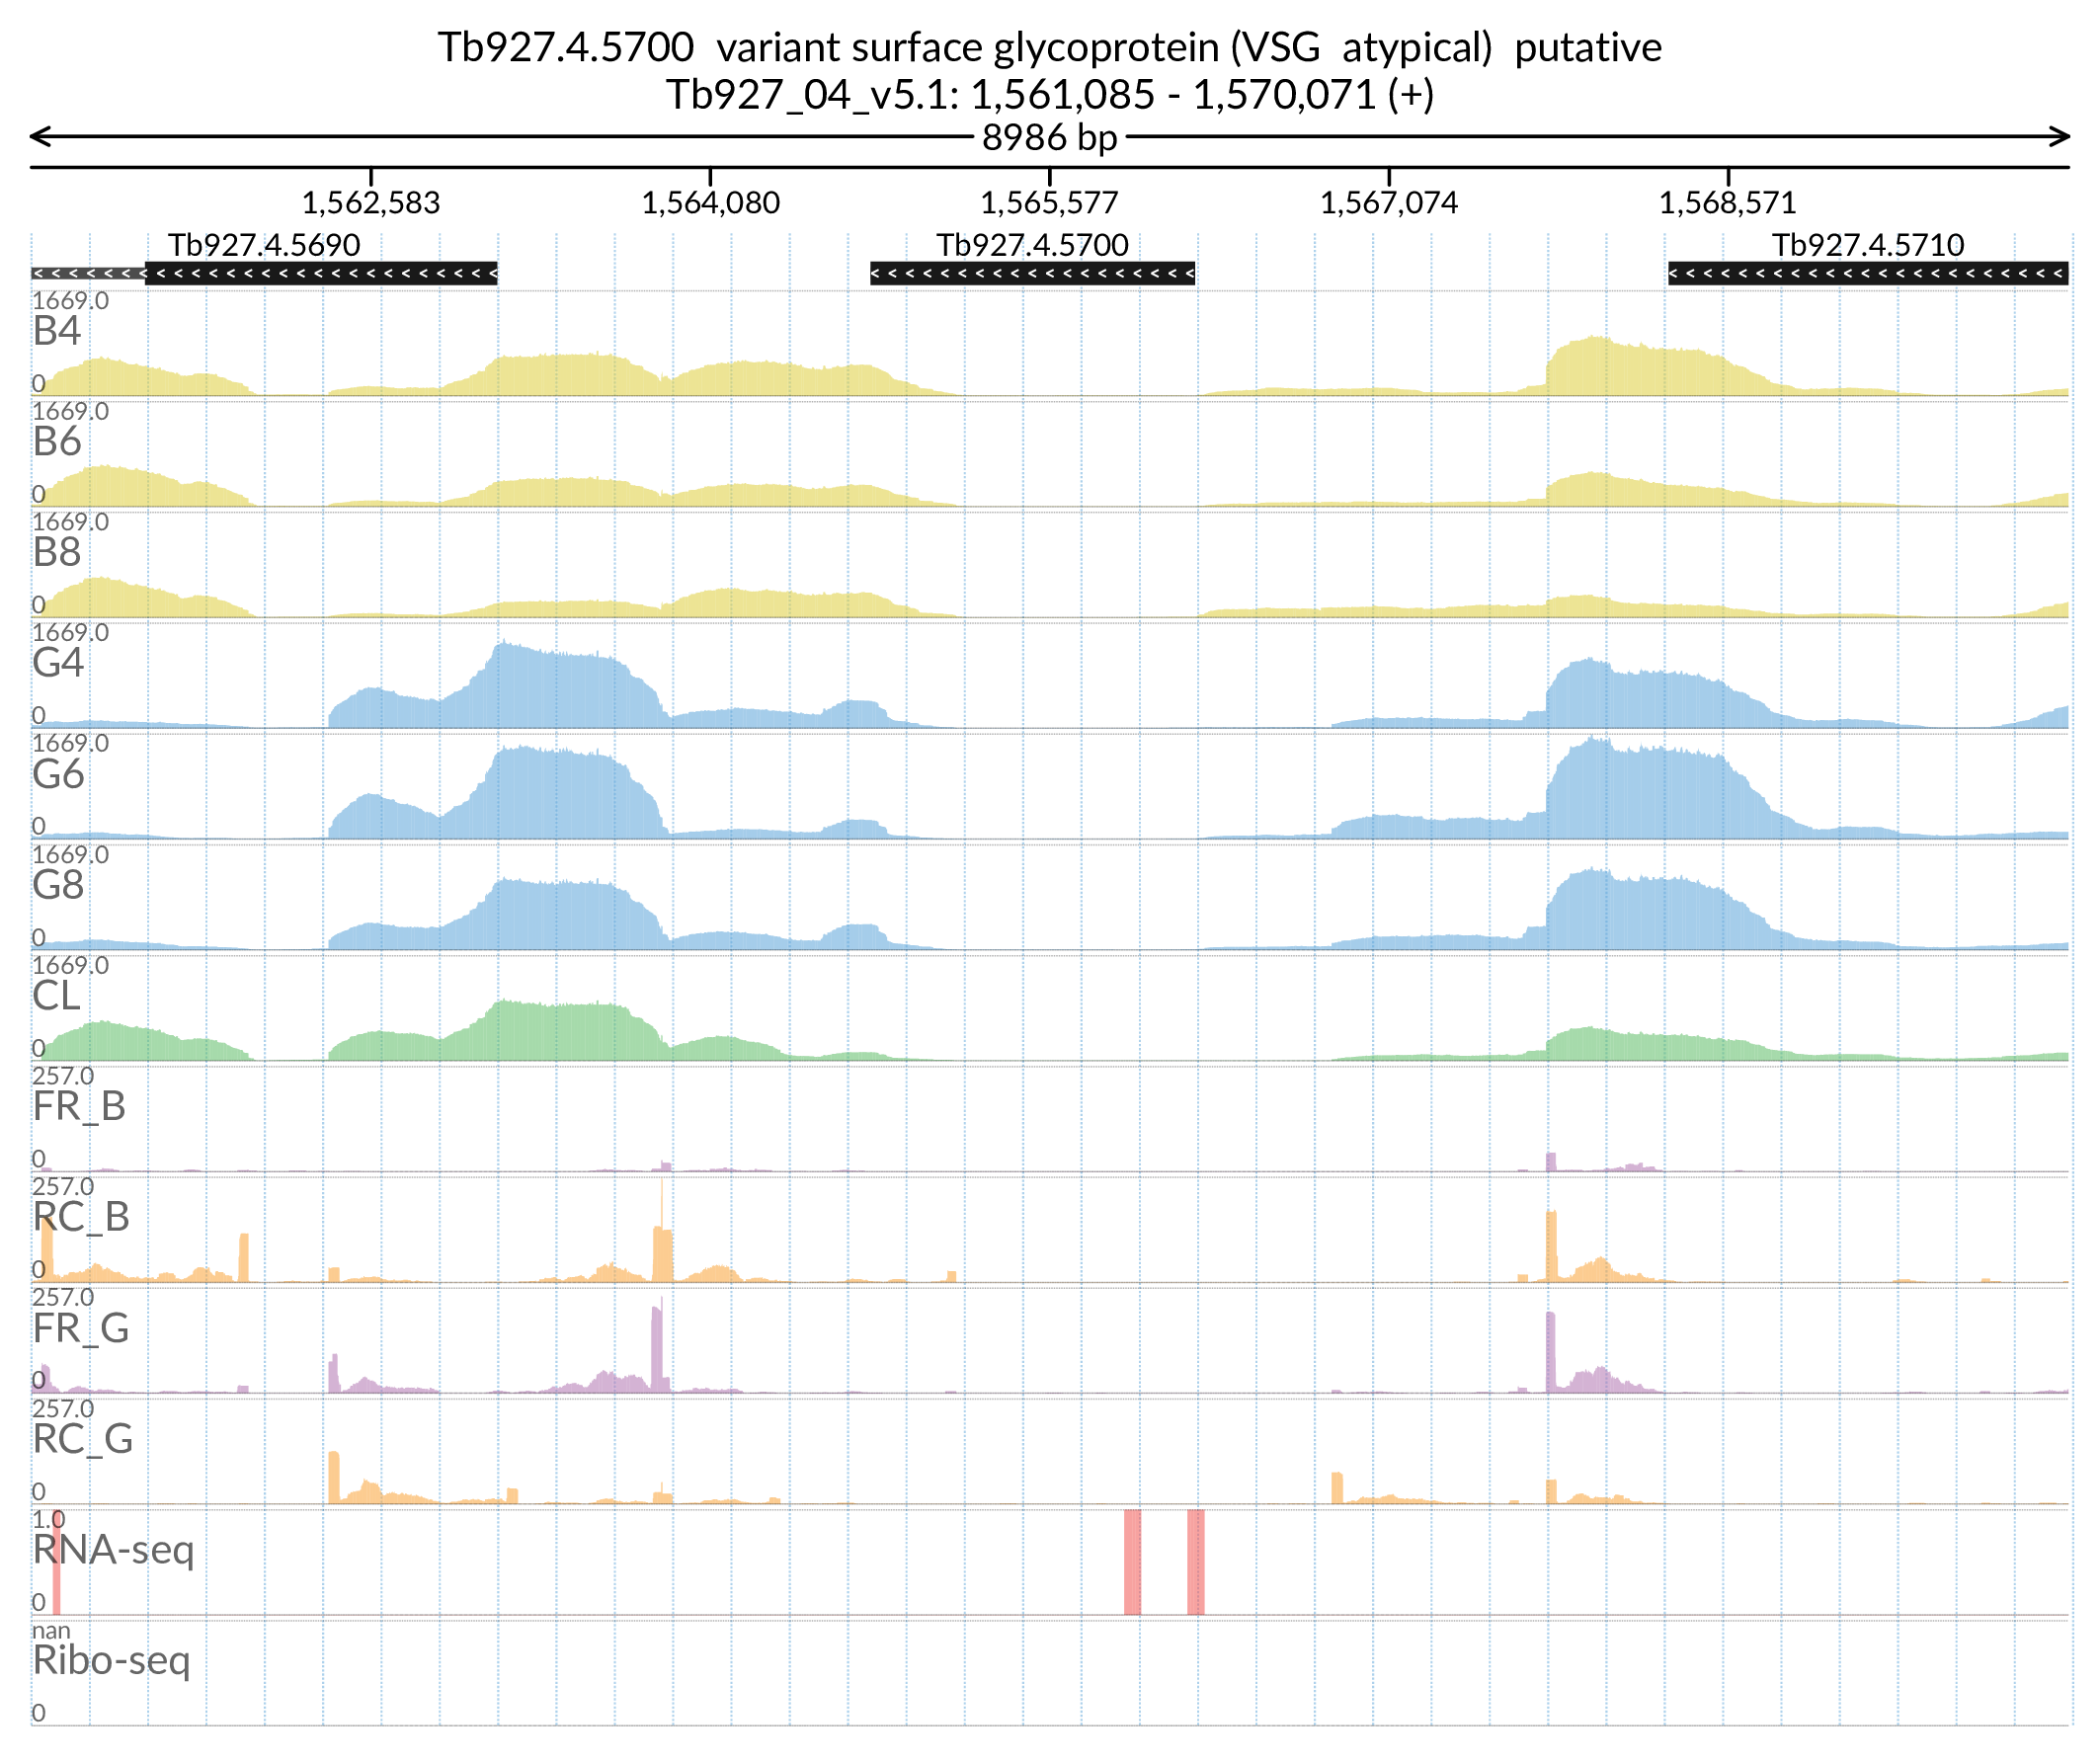 Tb927.4.5700 variant surface glycoprotein (VSG atypical) putative
Tb927_04_v5.1: 1,561,085 - 1,570,071 (+)
8986 bp
1,562,583 1,564,080 1,565,577 1,567,074 1,568,571
Tb927.4.5690 Tb927.4.5700 Tb927.4.5710
1669.0
B4
0
1669.0
B6
0
1669.0
B8
0
1669.0
G4
0
1669.0
G6
0
1669.0
G8
0
1669.0
CL
0
257.0
FR_B
0
257.0
RC_B
0
257.0
FR_G
0
257.0
RC_G
0
1.0
RNA-seq
0
nan
Ribo-seq
0